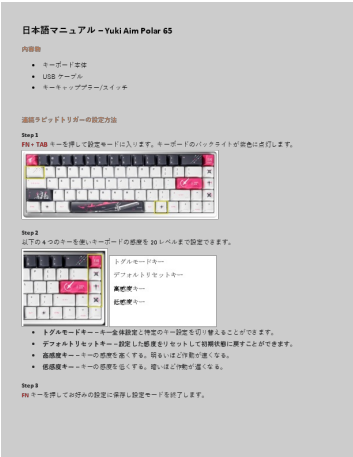 日本語マニュアル – Yuki Aim Polar 65
内容物
キーボード本体
USB ケーブル
キーキャッププラー/スイッチ
遊舘ラピッドトリガーの設定方法
Step 1
FN + TAB キーを押して設定モードに入ります。キーボードのバックライトが紫色に点灯します。
Step 2
以下の 4 つのキーを使いキーボードの感度を 20 レベルまで設定できます。
トグルモードキー
デフォルトリセットキー
高感度キー
低感度キー
トグルモードキー – キー全体設定と特定のキー設定を切り替えることができます。
デフォルトリセットキー – 設定した感度をリセットして初期状態に戻すことができます。
高感度キー – キーの感度を高くする。明るいほど動作が速くなる。
低感度キー – キーの感度を低くする。暗いほど動作が遅くなる。
Step 3
FN キーを押してお好みの設定に保存し設定モードを終了します。